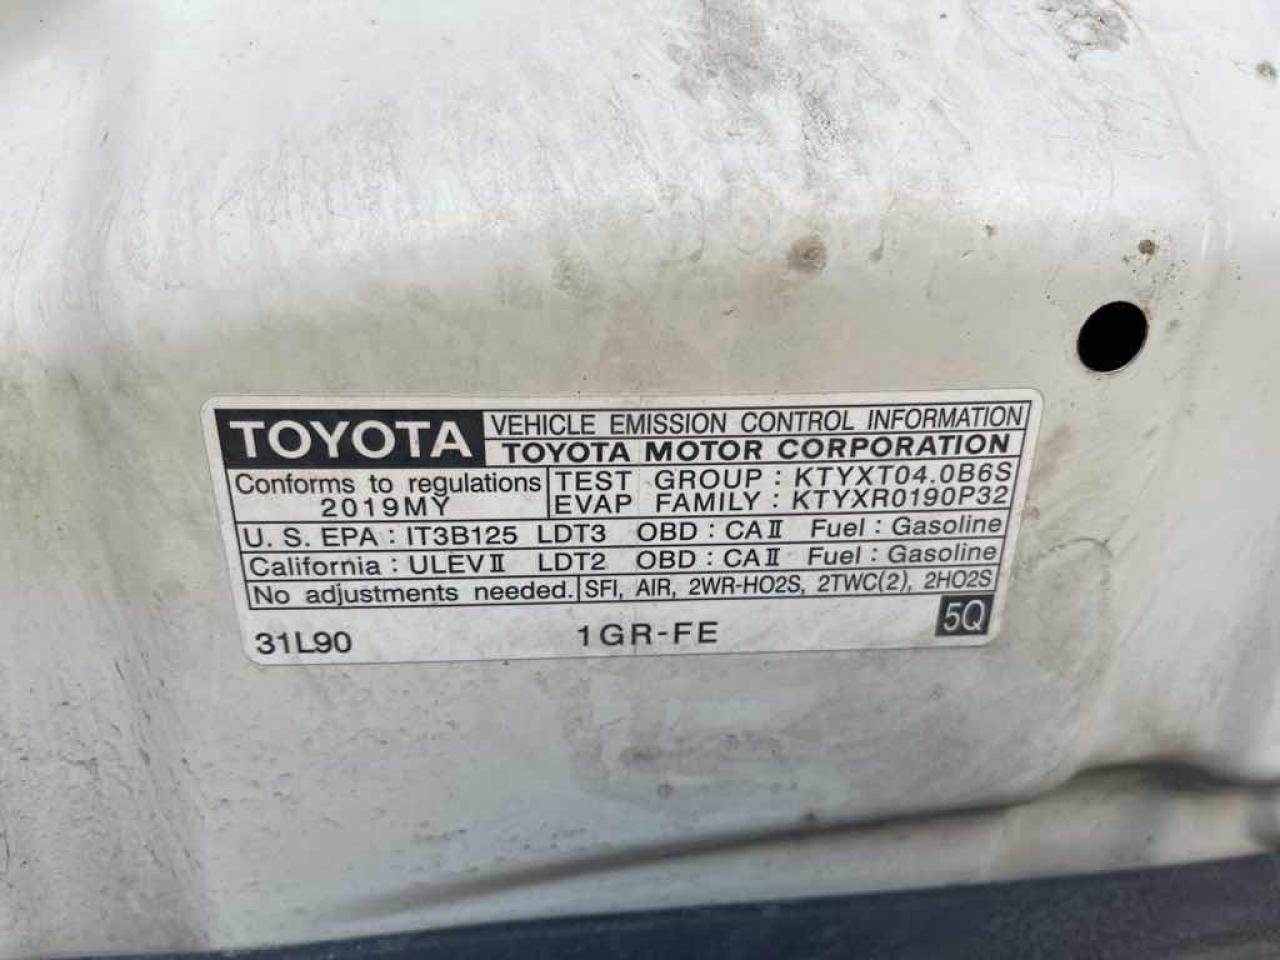 TOYOTA
VEHICLE EMISSION CONTROL INFORMATION
TOYOTA MOTOR CORPORATION
Conforms to regulations
2019MY
TEST GROUP : KTYXT04.0B6S
EVAP FAMILY : KTYXR0190P32
U. S. EPA : IT3B125 LDT3 OBD : CAⅡ Fuel : Gasoline
California : ULEVⅡ LDT2 OBD : CAⅡ Fuel : Gasoline
No adjustments needed. SFI, AIR, 2WR-HO2S, 2TWC(2), 2HO2S
31L90 1GR-FE 5Q